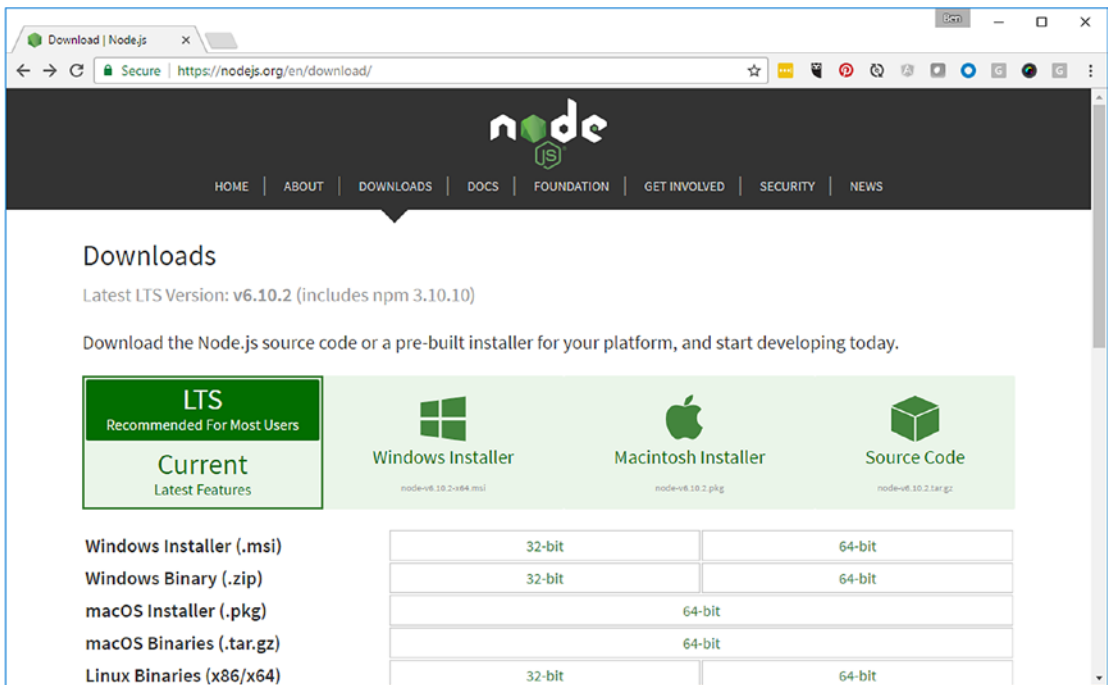 Ben
Download | Node.js
Secure | https://nodejs.org/en/download/
node
JS
HOME | ABOUT | DOWNLOADS | DOCS | FOUNDATION | GET INVOLVED | SECURITY | NEWS
Downloads
Latest LTS Version: v6.10.2 (includes npm 3.10.10)
Download the Node.js source code or a pre-built installer for your platform, and start developing today.
LTS
Recommended For Most Users
Current
Latest Features
Windows Installer
node-v6.10.2-x64.msi
Macintosh Installer
node-v6.10.2.pkg
Source Code
node-v6.10.2.tar.gz
Windows Installer (.msi) 32-bit 64-bit
Windows Binary (.zip) 32-bit 64-bit
macOS Installer (.pkg) 64-bit
macOS Binaries (.tar.gz) 64-bit
Linux Binaries (x86/x64) 32-bit 64-bit